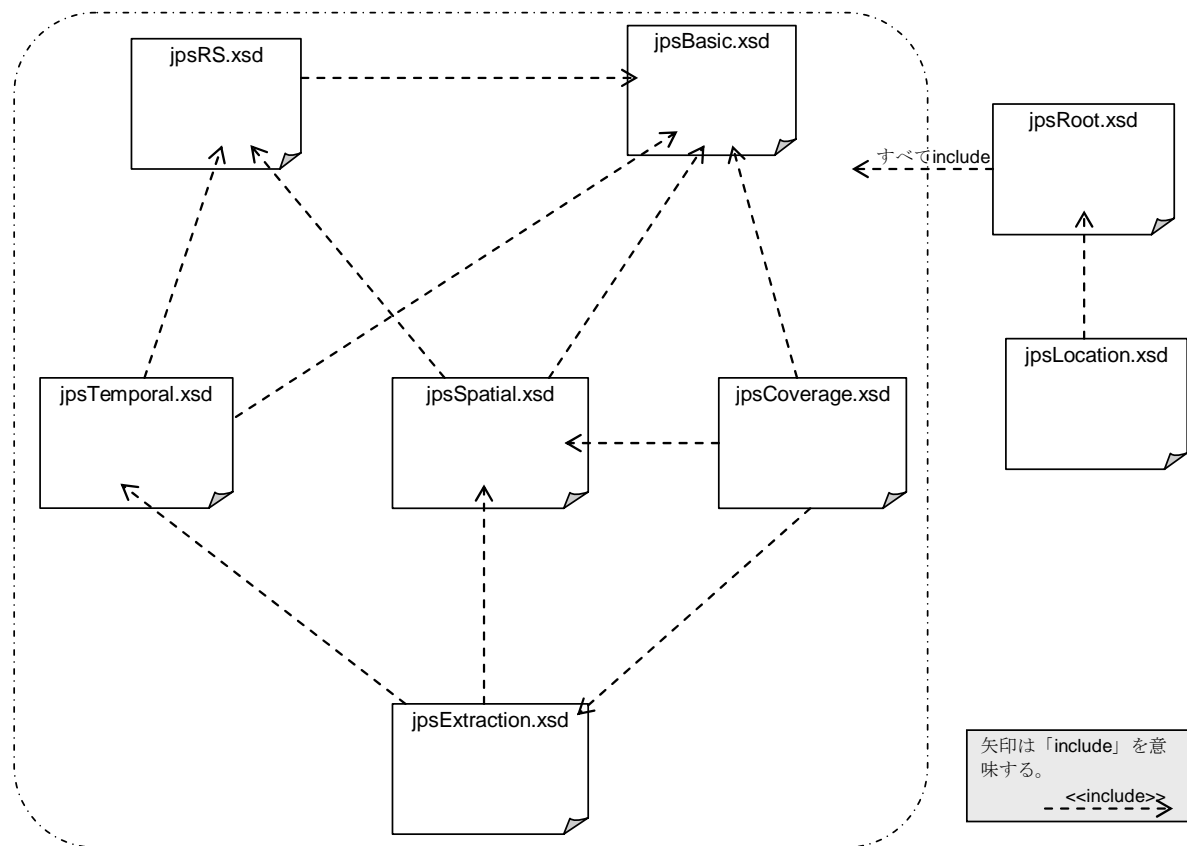 jpsRS.xsd
jpsBasic.xsd
jpsRoot.xsd
すべてinclude
jpsLocation.xsd
jpsTemporal.xsd
jpsSpatial.xsd
jpsCoverage.xsd
jpsExtraction.xsd
矢印は「include」を意
味する。
<<include>>